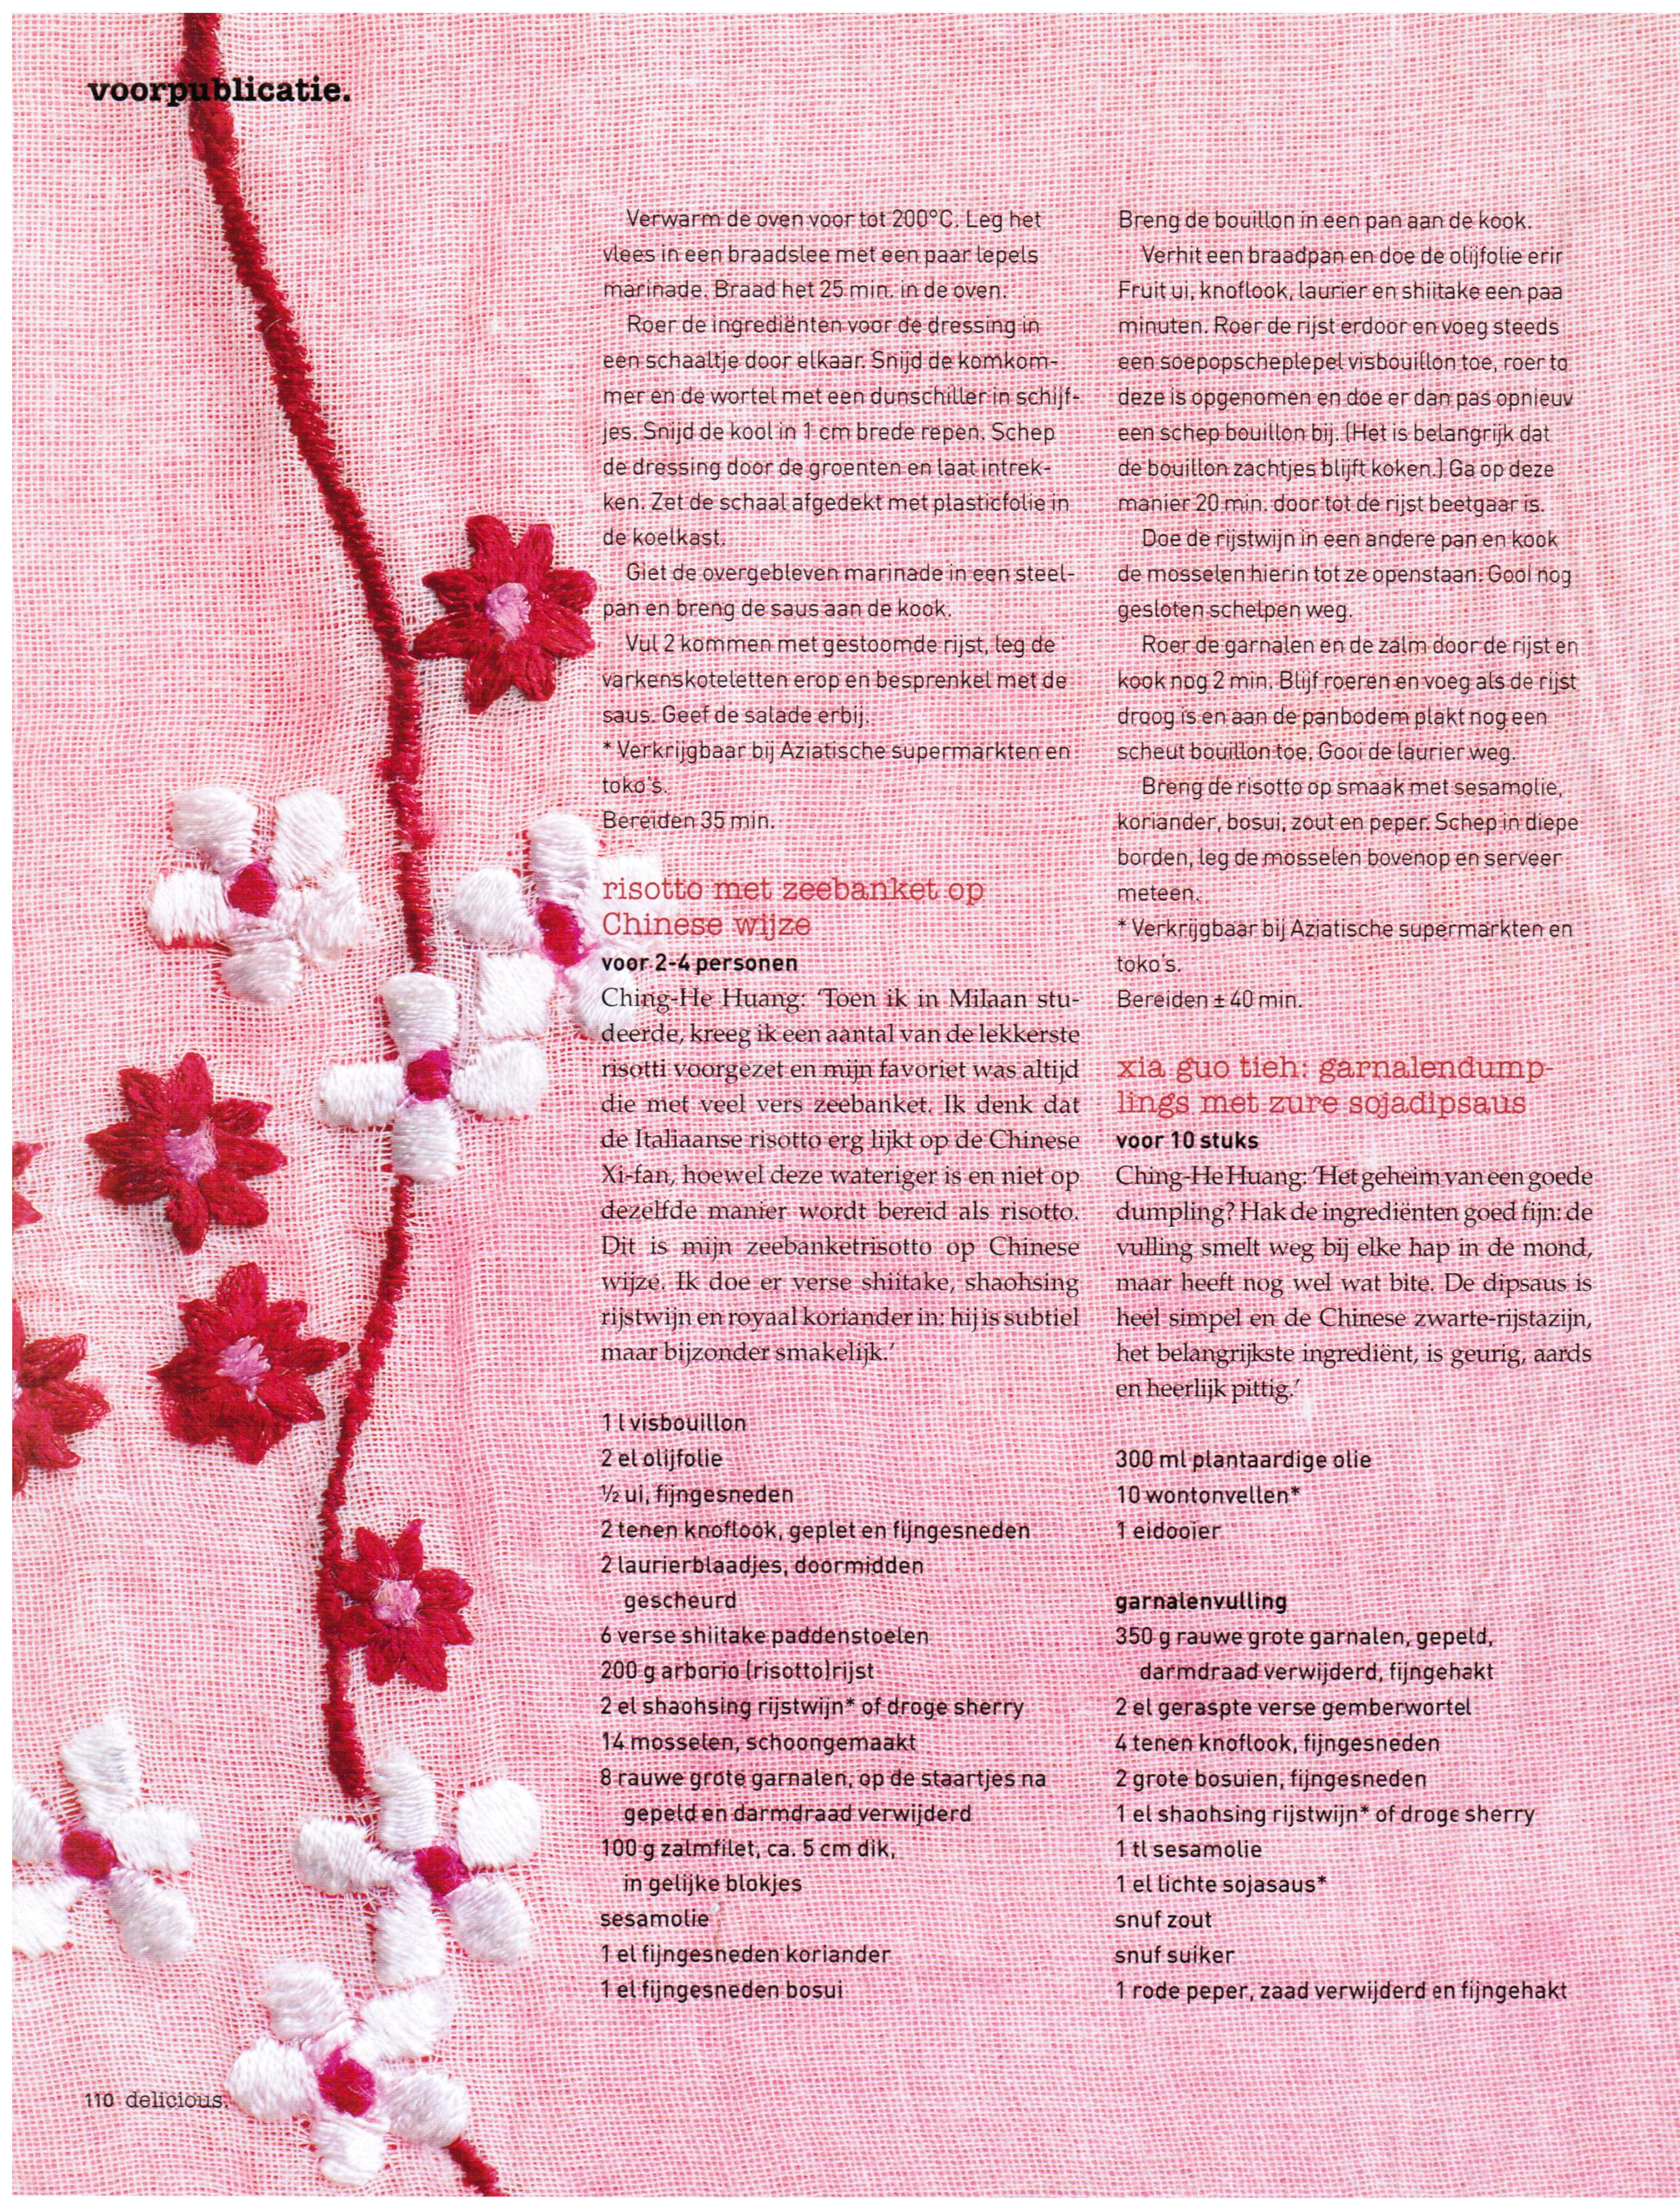 voorpublicatie.
Verwarm de oven voor tot 200°C. Leg het
vlees in een braadslee met een paar lepels
marinade. Braad het 25 min. in de oven.
Roer de ingrediënten voor de dressing in
een schaaltje door elkaar. Snijd de komkom-
mer en de wortel met een dunschiller in schijf-
jes. Snijd de kool in 1 cm brede repen. Schep
de dressing door de groenten en laat intrek-
ken. Zet de schaal afgedekt met plasticfolie in
de koelkast.
Giet de overgebleven marinade in een steel-
pan en breng de saus aan de kook.
Vul 2 kommen met gestoomde rijst, leg de
varkenskoteletten erop en besprenkel met de
saus. Geef de salade erbij.
* Verkrijgbaar bij Aziatische supermarkten en
toko's.
Bereiden 35 min.
risotto met zeebanket op
Chinese wijze
voor 2-4 personen
Ching-He Huang: 'Toen ik in Milaan stu-
deerde, kreeg ik een aantal van de lekkerste
risotti voorgezet en mijn favoriet was altijd
die met veel vers zeebanket. Ik denk dat
de Italiaanse risotto erg lijkt op de Chinese
Xi-fan, hoewel deze wateriger is en niet op
dezelfde manier wordt bereid als risotto.
Dit is mijn zeebanketrisotto op Chinese
wijze. Ik doe er verse shiitake, shaohsing
rijstwijn en royaal koriander in: hij is subtiel
maar bijzonder smakelijk.'
1 l visbouillon
2 el olijfolie
½ ui, fijngesneden
2 tenen knoflook, geplet en fijngesneden
2 laurierblaadjes, doormidden
gescheurd
6 verse shiitake paddenstoelen
200 g arborio (risotto)rijst
2 el shaohsing rijstwijn* of droge sherry
14 mosselen, schoongemaakt
8 rauwe grote garnalen, op de staartjes na
gepeld en darmdraad verwijderd
100 g zalmfilet, ca. 5 cm dik,
in gelijke blokjes
sesamolie
1 el fijngesneden koriander
1 el fijngesneden bosui
Breng de bouillon in een pan aan de kook.
Verhit een braadpan en doe de olijfolie erir
Fruit ui, knoflook, laurier en shiitake een paa
minuten. Roer de rijst erdoor en voeg steeds
een soepopscheplepel visbouillon toe, roer to
deze is opgenomen en doe er dan pas opnieuv
een schep bouillon bij. (Het is belangrijk dat
de bouillon zachtjes blijft koken.) Ga op deze
manier 20 min. door tot de rijst beetgaar is.
Doe de rijstwijn in een andere pan en kook
de mosselen hierin tot ze openstaan. Gooi nog
gesloten schelpen weg.
Roer de garnalen en de zalm door de rijst en
kook nog 2 min. Blijf roeren en voeg als de rijst
droog is en aan de panbodem plakt nog een
scheut bouillon toe. Gooi de laurier weg.
Breng de risotto op smaak met sesamolie,
koriander, bosui, zout en peper. Schep in diepe
borden, leg de mosselen bovenop en serveer
meteen.
* Verkrijgbaar bij Aziatische supermarkten en
toko's.
Bereiden ± 40 min.
xia guo tieh: garnalendump-
lings met zure sojadipsaus
voor 10 stuks
Ching-He Huang: 'Het geheim van een goede
dumpling? Hak de ingrediënten goed fijn: de
vulling smelt weg bij elke hap in de mond,
maar heeft nog wel wat bite. De dipsaus is
heel simpel en de Chinese zwarte-rijstazijn,
het belangrijkste ingrediënt, is geurig, aards
en heerlijk pittig.'
300 ml plantaardige olie
10 wontonvellen*
1 eidooier
garnalenvulling
350 g rauwe grote garnalen, gepeld,
darmdraad verwijderd, fijngehakt
2 el geraspte verse gemberwortel
4 tenen knoflook, fijngesneden
2 grote bosuien, fijngesneden
1 el shaohsing rijstwijn* of droge sherry
1 tl sesamolie
1 el lichte sojasaus*
snuf zout
snuf suiker
1 rode peper, zaad verwijderd en fijngehakt
110 delicious.